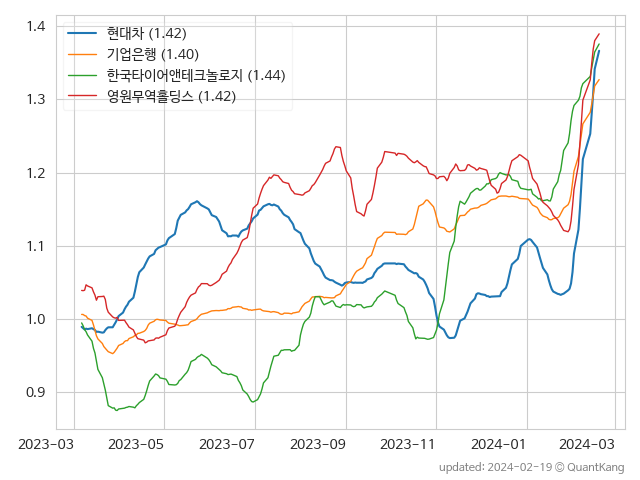 현대차 (1.42)
기업은행 (1.40)
한국타이어앤테크놀로지 (1.44)
영원무역홀딩스 (1.42)
1.4
1.3
1.2
1.1
1.0
0.9
2023-03 2023-05 2023-07 2023-09 2023-11 2024-01 2024-03
updated: 2024-02-19 © QuantKang